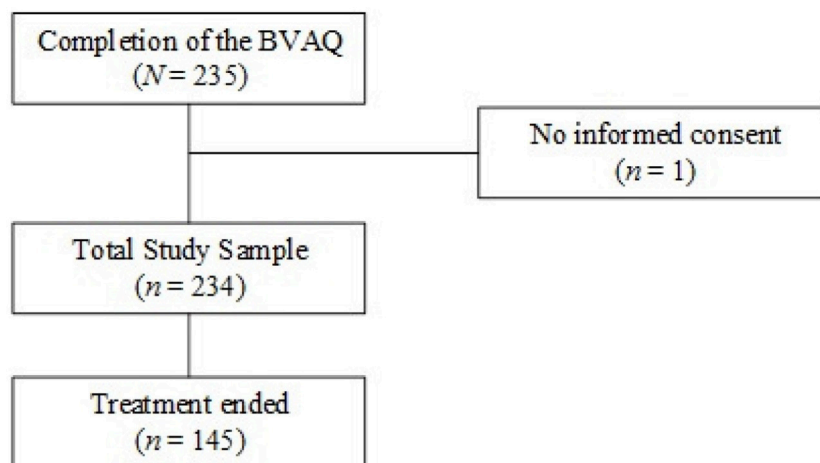 Completion of the BVAQ
(N = 235)
No informed consent
(n = 1)
Total Study Sample
(n = 234)
Treatment ended
(n = 145)